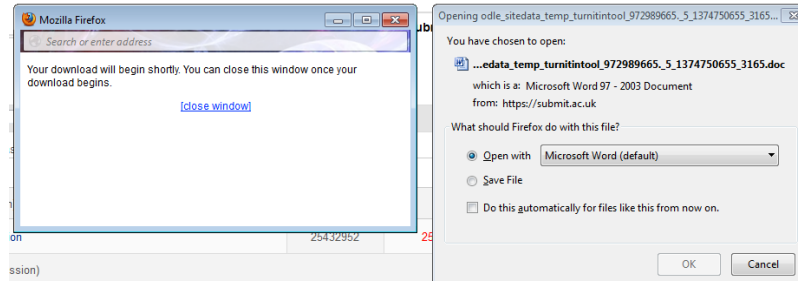 Mozilla Firefox
Search or enter address
Your download will begin shortly. You can close this window once your
download begins.
[close window]
on
25432952
25
ssion)
Opening odle_sitedata_temp_turnitintool_972989665._5_1374750655_3165...
You have chosen to open:
...edata_temp_turnitintool_972989665._5_1374750655_3165.doc
which is a: Microsoft Word 97 - 2003 Document
from: https://submit.ac.uk
What should Firefox do with this file?
Open with Microsoft Word (default)
Save File
Do this automatically for files like this from now on.
OK Cancel